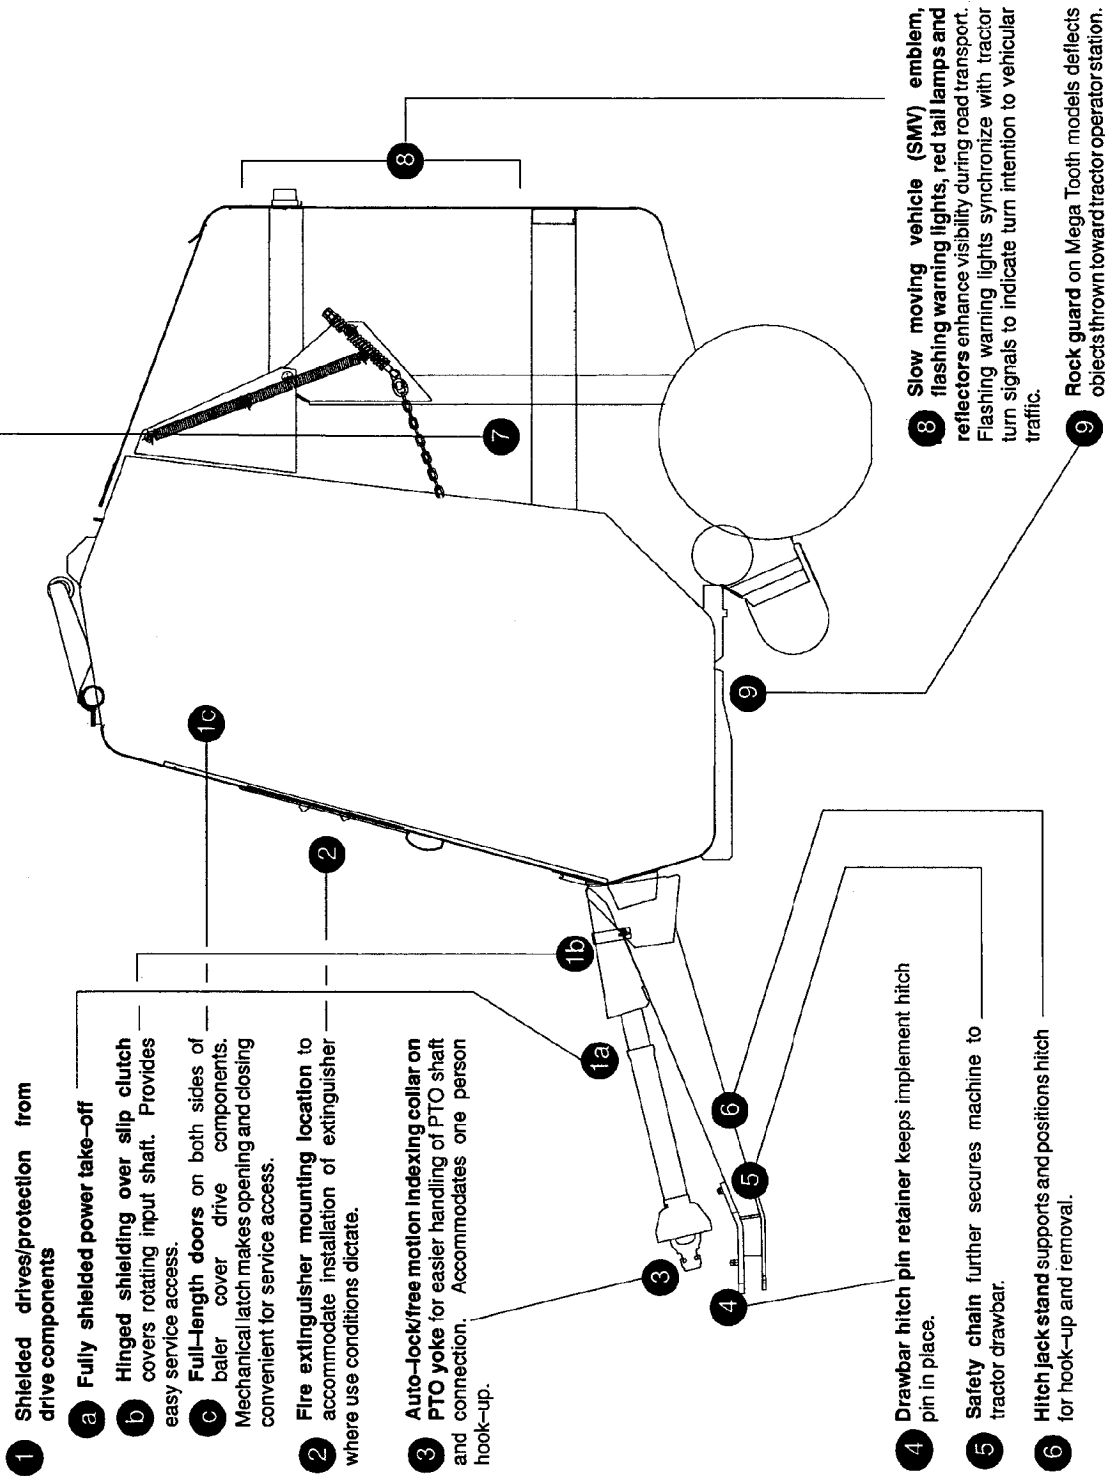 1 Shielded drives/protection from
drive components
a Fully shielded power take–off
b Hinged shielding over slip clutch
covers rotating input shaft. Provides
easy service access.
c Full–length doors on both sides of
baler cover drive components.
Mechanical latch makes opening and closing
convenient for service access.
2 Fire extinguisher mounting location to
accommodate installation of extinguisher
where use conditions dictate.
3 Auto–lock/free motion indexing collar on
PTO yoke for easier handling of PTO shaft
and connection. Accommodates one person
hook–up.
4 Drawbar hitch pin retainer keeps implement hitch
pin in place.
5 Safety chain further secures machine to
tractor drawbar.
6 Hitch jack stand supports and positions hitch
for hook–up and removal.
8 Slow moving vehicle (SMV) emblem,
flashing warning lights, red tail lamps and
reflectors enhance visibility during road transport.
Flashing warning lights synchronize with tractor
turn signals to indicate turn intention to vehicular
traffic.
9 Rock guard on Mega Tooth models deflects
objects thrown toward tractor operator station.
1c
2
1b
1a
3
4
5
6
7
8
9